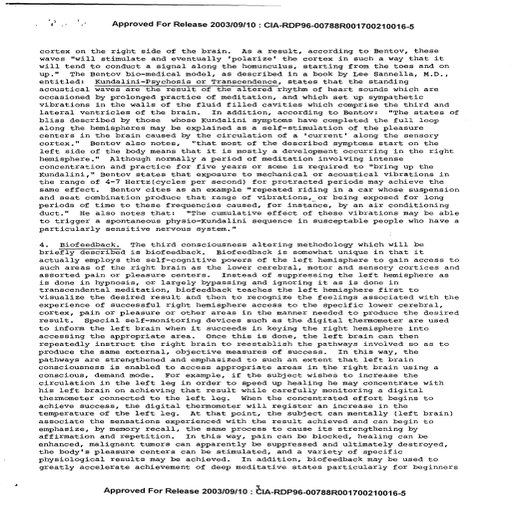 Approved For Release 2003/09/10 : CIA-RDP96-00788R001700210016-5
cortex on the right side of the brain. As a result, according to Bentov, these
waves "will stimulate and eventually 'polarize' the cortex in such a way that it
will tend to conduct a signal along the homunculus, starting from the toes and on
up." The Bentov bio-medical model, as described in a book by Lee Sannella, M.D.,
entitled: Kundalini-Psychosis or Transcendence, states that the standing
acoustical waves are the result of the altered rhythm of heart sounds which are
occasioned by prolonged practice of meditation, and which set up sympathetic
vibrations in the walls of the fluid filled cavities which comprise the third and
lateral ventricles of the brain. In addition, according to Bentov: "The states of
bliss described by those whose Kundalini symptoms have completed the full loop
along the hemispheres may be explained as a self-stimulation of the pleasure
centers in the brain caused by the circulation of a 'current' along the sensory
cortex." Bentov also notes, "that most of the described symptoms start on the
left side of the body means that it is mostly a development occurring in the right
hemisphere." Although normally a period of meditation involving intense
concentration and practice for five years or some is required to "bring up the
Kundalini," Bentov states that exposure to mechanical or acoustical vibrations in
the range of 4-7 Hertz(cycles per second) for protracted periods may achieve the
same effect. Bentov cites as an example "repeated riding in a car whose suspension
and seat combination produce that range of vibrations, or being exposed for long
periods of time to these frequencies caused, for instance, by an air conditioning
duct." He also notes that: "The cumulative effect of these vibrations may be able
to trigger a spontaneous physio-Kundalini sequence in susceptable people who have a
particularly sensitive nervous system."
4. Biofeedback. The third consciousness altering methodology which will be
briefly described is biofeedback. Biofeedback is somewhat unique in that it
actually employs the self-cognitive powers of the left hemisphere to gain access to
such areas of the right brain as the lower cerebral, motor and sensory cortices and
assorted pain or pleasure centers. Instead of suppressing the left hemisphere as
is done in hypnosis, or largely bypassing and ignoring it as is done in
transcendental meditation, biofeedback teaches the left hemisphere first to
visualize the desired result and then to recognize the feelings associated with the
experience of successful right hemisphere access to the specific lower cerebral,
cortex, pain or pleasure or other areas in the manner needed to produce the desired
result. Special self-monitoring devices such as the digital thermometer are used
to inform the left brain when it succeeds in keying the right hemisphere into
accessing the appropriate area. Once this is done, the left brain can then
repeatedly instruct the right brain to reestablish the pathways involved so as to
produce the same external, objective measures of success. In this way, the
pathways are strengthened and emphasized to such an extent that left brain
consciousness is enabled to access appropriate areas in the right brain using a
conscious, demand mode. For example, if the subject wishes to increase the
circulation in the left leg in order to speed up healing he may concentrate with
his left brain on achieving that result while carefully monitoring a digital
thermometer connected to the left leg. When the concentrated effort begins to
achieve success, the digital thermometer will register an increase in the
temperature of the left leg. At that point, the subject can mentally (left brain)
associate the sensations experienced with the result achieved and can begin to
emphasize, by memory recall, the same process to cause its strengthening by
affirmation and repetition. In this way, pain can be blocked, healing can be
enhanced, malignant tumors can apparently be suppressed and ultimately destroyed,
the body's pleasure centers can be stimulated, and a variety of specific
physiological results may be achieved. In addition, biofeedback may be used to
greatly accelerate achievement of deep meditative states particularly for beginners
Approved For Release 2003/09/10 : CIA-RDP96-00788R001700210016-5